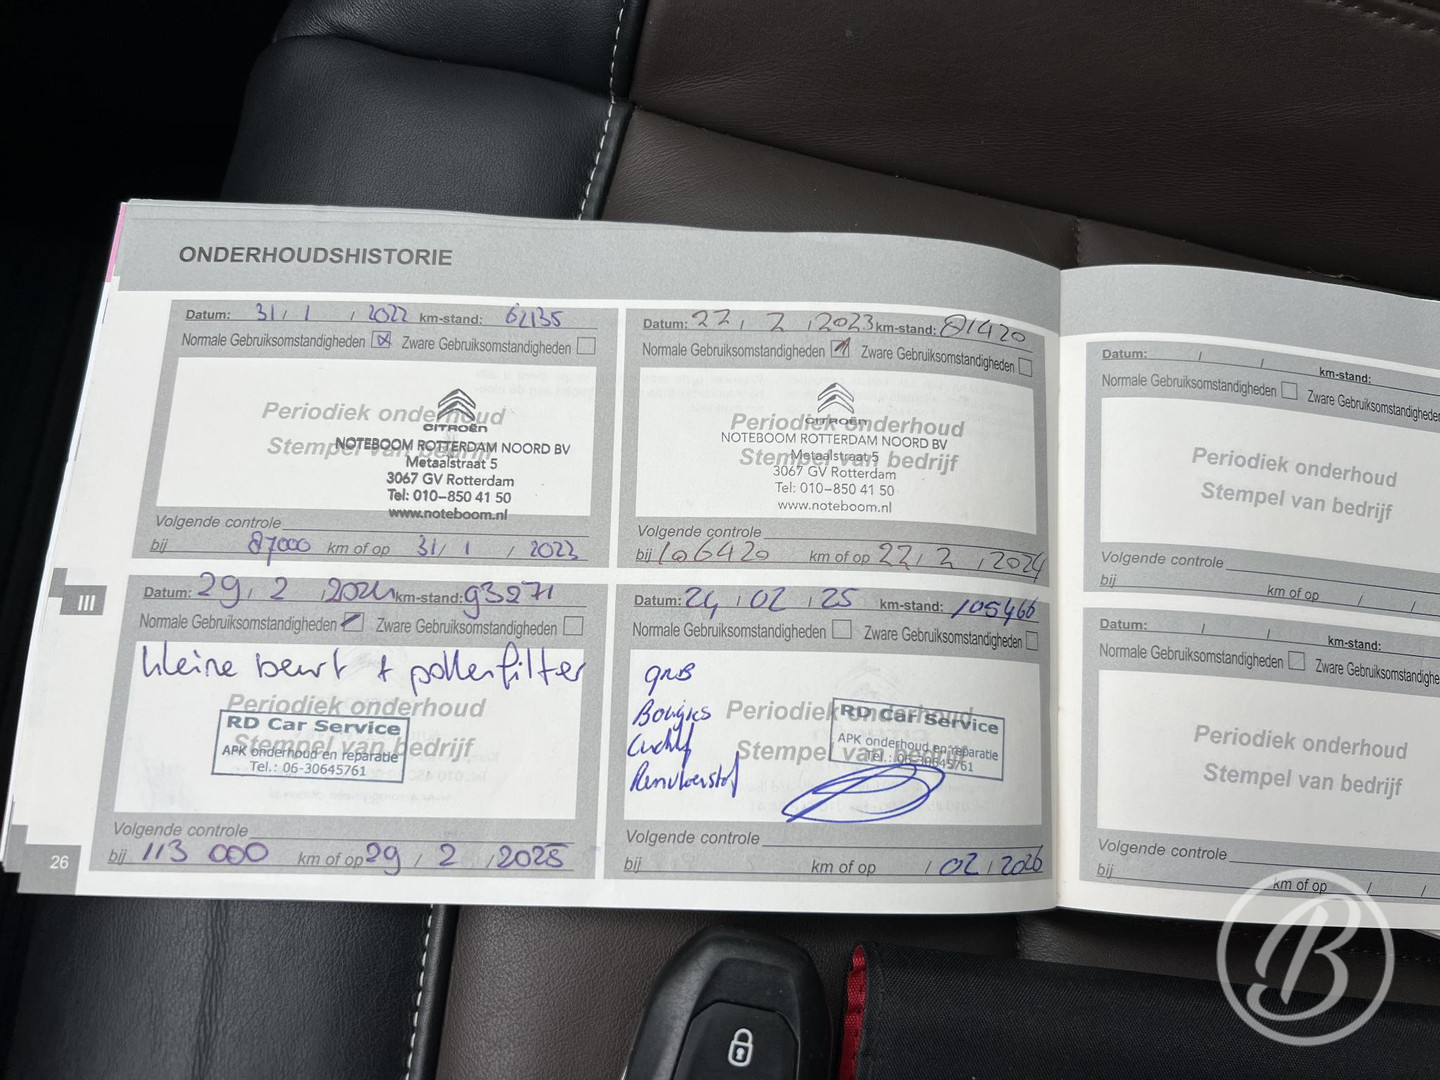 ONDERHOUDSHISTORIE
Datum: 31 / 1 / 2022 km-stand: 62135
Normale Gebruiksomstandigheden Zware Gebruiksomstandigheden
Periodiek onderhoud
Stempel van bedrijf
CITROËN
NOTEBOOM ROTTERDAM NOORD BV
Metaalstraat 5
3067 GV Rotterdam
Tel: 010-850 41 50
www.noteboom.nl
Volgende controle
bij 87000 km of op 31 / 1 / 2023
Datum: 22 / 2 / 2023 km-stand: 81420
Normale Gebruiksomstandigheden Zware Gebruiksomstandigheden
Periodiek onderhoud
Stempel van bedrijf
CITROËN
NOTEBOOM ROTTERDAM NOORD BV
Metaalstraat 5
3067 GV Rotterdam
Tel: 010-850 41 50
www.noteboom.nl
Volgende controle
bij 106420 km of op 22 / 2 / 2024
Datum: 29 / 2 / 2024 km-stand: 93271
Normale Gebruiksomstandigheden Zware Gebruiksomstandigheden
kleine beurt + pollenfilter
Periodiek onderhoud
Stempel van bedrijf
RD Car Service
APK onderhoud en reparatie
Tel.: 06-30645761
Volgende controle
bij 113 000 km of op 29 / 2 / 2025
Datum: 24 / 02 / 25 km-stand: 105466
Normale Gebruiksomstandigheden Zware Gebruiksomstandigheden
GRB
Bougies
Remvloeistof
Periodiek onderhoud
Stempel van bedrijf
RD Car Service
APK onderhoud en reparatie
Tel.: 06-30645761
Volgende controle
bij km of op / 02 / 2026
III
26
Datum: / / km-stand:
Normale Gebruiksomstandigheden Zware Gebruiksomstandigheden
Periodiek onderhoud
Stempel van bedrijf
Volgende controle
bij km of op / /
Datum: / / km-stand:
Normale Gebruiksomstandigheden Zware Gebruiksomstandighe
Periodiek onderhoud
Stempel van bedrijf
Volgende controle
bij km of op / /
B